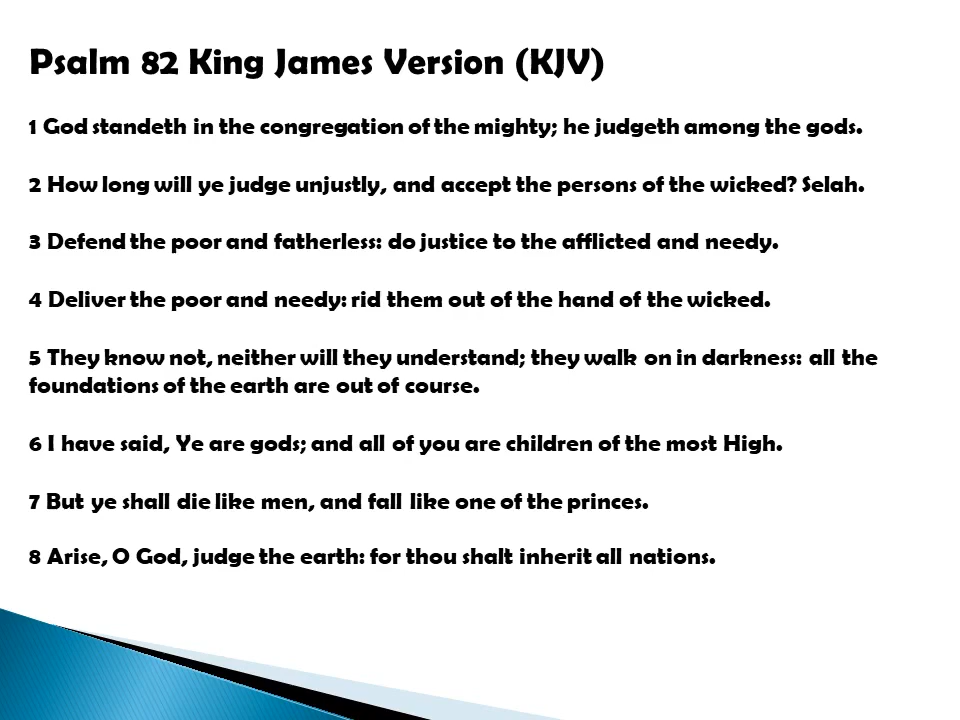 Psalm 82 King James Version (KJV)
1 God standeth in the congregation of the mighty; he judgeth among the gods.
2 How long will ye judge unjustly, and accept the persons of the wicked? Selah.
3 Defend the poor and fatherless: do justice to the afflicted and needy.
4 Deliver the poor and needy: rid them out of the hand of the wicked.
5 They know not, neither will they understand; they walk on in darkness: all the
foundations of the earth are out of course.
6 I have said, Ye are gods; and all of you are children of the most High.
7 But ye shall die like men, and fall like one of the princes.
8 Arise, O God, judge the earth: for thou shalt inherit all nations.